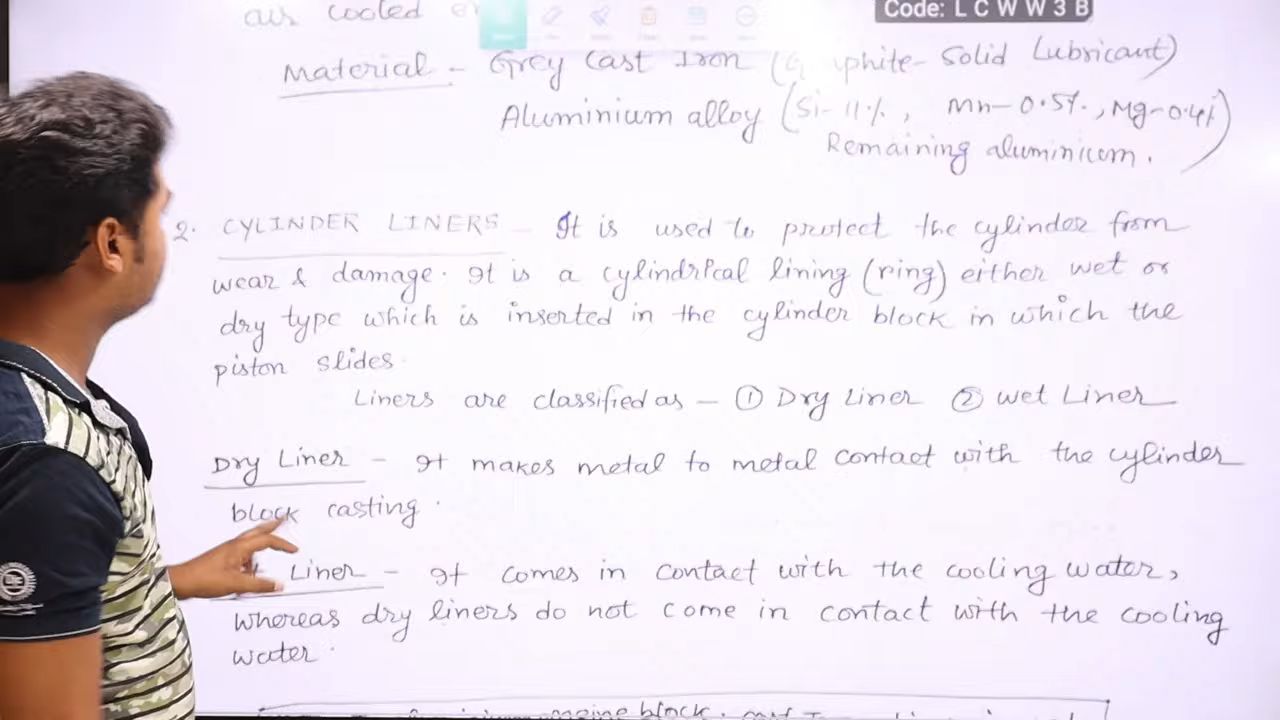 air cooled
Code: L C W W 3 B
Material - Grey Cast Iron (Graphite- Solid Lubricant)
Aluminium alloy (Si- 11%, Mn- 0.5%, Mg- 0.4%
Remaining aluminium.)
2. CYLINDER LINERS - It is used to protect the cylinder from
wear & damage. It is a cylindrical lining (ring) either wet or
dry type which is inserted in the cylinder block in which the
piston slides.
Liners are classified as - ① Dry Liner ② wet Liner
Dry Liner - It makes metal to metal contact with the cylinder
block casting.
Liner - It comes in contact with the cooling water,
whereas dry liners do not come in contact with the cooling
water.
engine block.